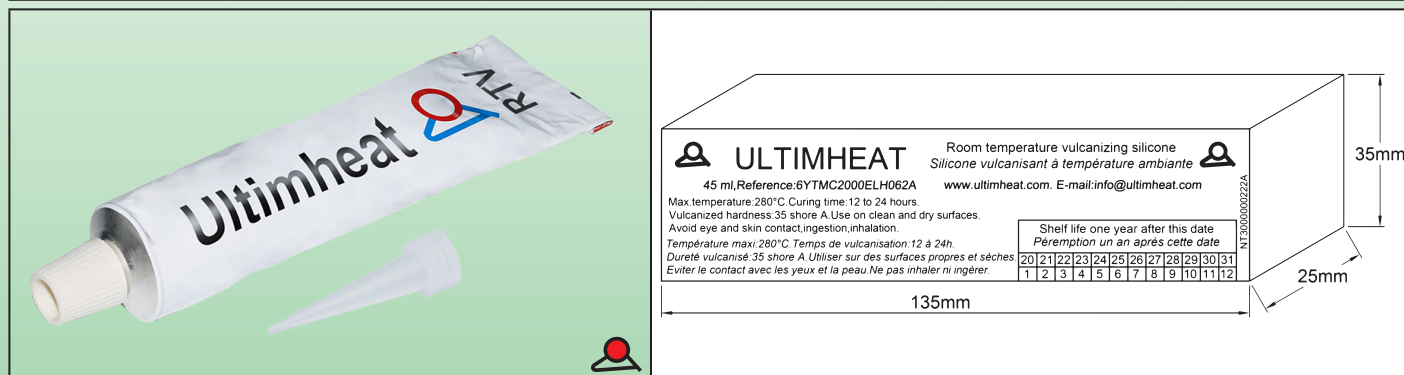 Ultimheat
RTV
ULTIMHEAT
Room temperature vulcanizing silicone
Silicone vulcanisant à température ambiante
45 ml,Reference:6YTMC2000ELH062A
www.ultimheat.com. E-mail:info@ultimheat.com
Max.temperature:280°C.Curing time:12 to 24 hours.
Vulcanized hardness:35 shore A.Use on clean and dry surfaces.
Avoid eye and skin contact,ingestion,inhalation.
Température maxi:280°C.Temps de vulcanisation:12 à 24h.
Dureté vulcanisé:35 shore A.Utiliser sur des surfaces propres et sèches.
Eviter le contact avec les yeux et la peau.Ne pas inhaler ni ingérer.
Shelf life one year after this date
Péremption un an après cette date
20 21 22 23 24 25 26 27 28 29 30 31
1 2 3 4 5 6 7 8 9 10 11 12
NT3000000222A
35mm
25mm
135mm